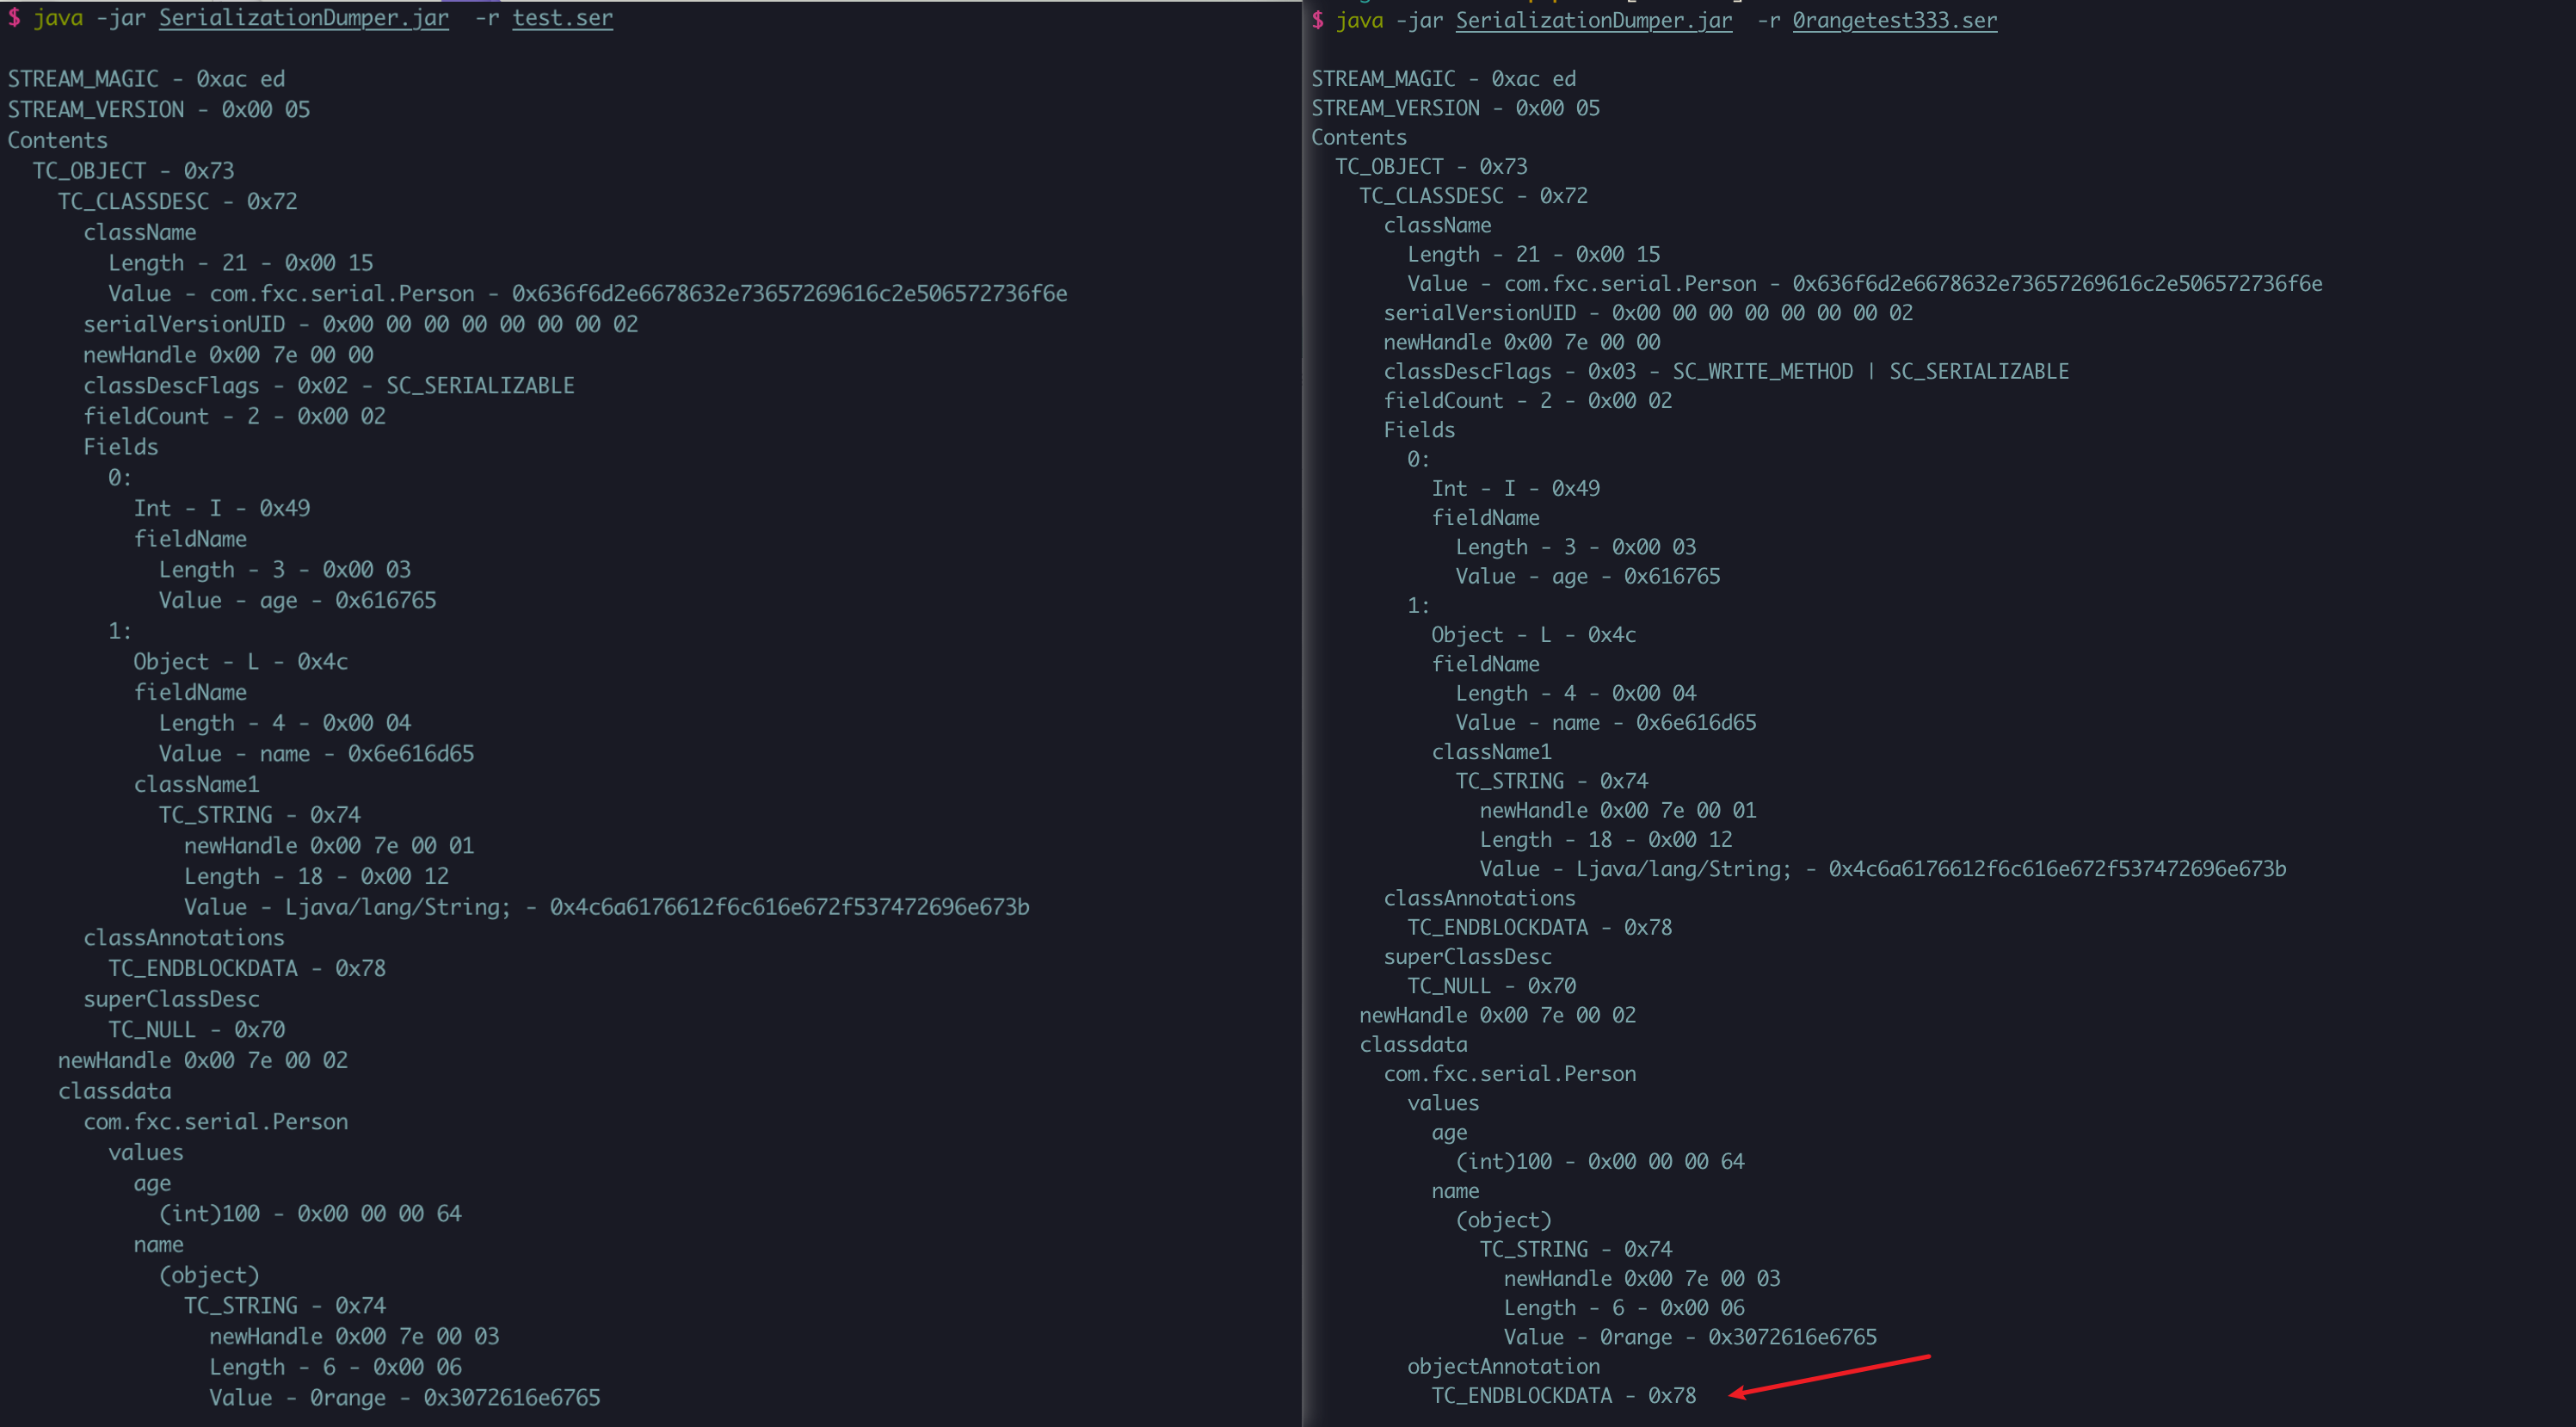 $ java -jar SerializationDumper.jar  -r test.ser
STREAM_MAGIC - 0xac ed
STREAM_VERSION - 0x00 05
Contents
  TC_OBJECT - 0x73
    TC_CLASSDESC - 0x72
      className
        Length - 21 - 0x00 15
        Value - com.fxc.serial.Person - 0x636f6d2e6678632e73657269616c2e506572736f6e
      serialVersionUID - 0x00 00 00 00 00 00 00 02
      newHandle 0x00 7e 00 00
      classDescFlags - 0x02 - SC_SERIALIZABLE
      fieldCount - 2 - 0x00 02
      Fields
        0:
          Int - I - 0x49
          fieldName
            Length - 3 - 0x00 03
            Value - age - 0x616765
        1:
          Object - L - 0x4c
          fieldName
            Length - 4 - 0x00 04
            Value - name - 0x6e616d65
          className1
            TC_STRING - 0x74
              newHandle 0x00 7e 00 01
              Length - 18 - 0x00 12
              Value - Ljava/lang/String; - 0x4c6a6176612f6c616e672f537472696e673b
      classAnnotations
        TC_ENDBLOCKDATA - 0x78
      superClassDesc
        TC_NULL - 0x70
    newHandle 0x00 7e 00 02
    classdata
      com.fxc.serial.Person
        values
          age
            (int)100 - 0x00 00 00 64
          name
            (object)
              TC_STRING - 0x74
                newHandle 0x00 7e 00 03
                Length - 6 - 0x00 06
                Value - 0range - 0x3072616e6765
$ java -jar SerializationDumper.jar  -r 0rangetest333.ser
STREAM_MAGIC - 0xac ed
STREAM_VERSION - 0x00 05
Contents
  TC_OBJECT - 0x73
    TC_CLASSDESC - 0x72
      className
        Length - 21 - 0x00 15
        Value - com.fxc.serial.Person - 0x636f6d2e6678632e73657269616c2e506572736f6e
      serialVersionUID - 0x00 00 00 00 00 00 00 02
      newHandle 0x00 7e 00 00
      classDescFlags - 0x03 - SC_WRITE_METHOD | SC_SERIALIZABLE
      fieldCount - 2 - 0x00 02
      Fields
        0:
          Int - I - 0x49
          fieldName
            Length - 3 - 0x00 03
            Value - age - 0x616765
        1:
          Object - L - 0x4c
          fieldName
            Length - 4 - 0x00 04
            Value - name - 0x6e616d65
          className1
            TC_STRING - 0x74
              newHandle 0x00 7e 00 01
              Length - 18 - 0x00 12
              Value - Ljava/lang/String; - 0x4c6a6176612f6c616e672f537472696e673b
      classAnnotations
        TC_ENDBLOCKDATA - 0x78
      superClassDesc
        TC_NULL - 0x70
    newHandle 0x00 7e 00 02
    classdata
      com.fxc.serial.Person
        values
          age
            (int)100 - 0x00 00 00 64
          name
            (object)
              TC_STRING - 0x74
                newHandle 0x00 7e 00 03
                Length - 6 - 0x00 06
                Value - 0range - 0x3072616e6765
        objectAnnotation
          TC_ENDBLOCKDATA - 0x78